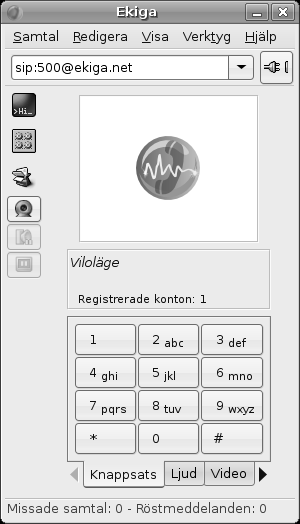 Ekiga
Samtal Redigera Visa Verktyg Hjälp
sip:500@ekiga.net
>Hi_
Viloläge
Registrerade konton: 1
1 2 abc 3 def
4 ghi 5 jkl 6 mno
7 pqrs 8 tuv 9 wxyz
* 0 #
Knappsats Ljud Video
Missade samtal: 0 - Röstmeddelanden: 0